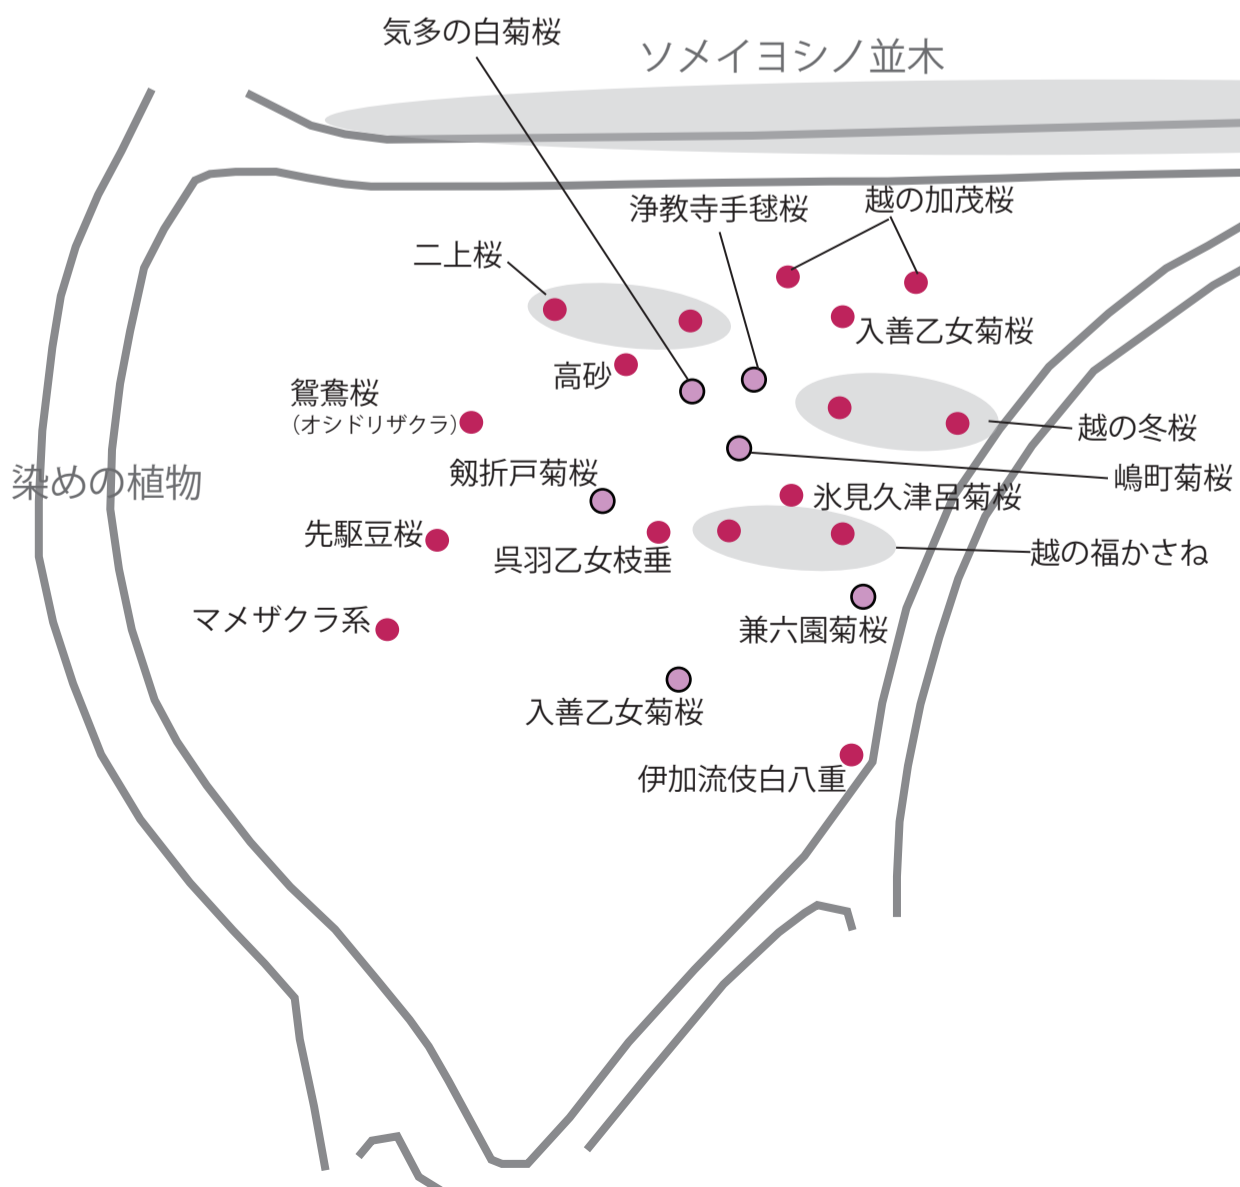 気多の白菊桜
ソメイヨシノ並木
浄教寺手毬桜
越の加茂桜
二上桜
入善乙女菊桜
高砂
鴛鴦桜
（オシドリザクラ）
越の冬桜
染めの植物
剱折戸菊桜
嶋町菊桜
氷見久津呂菊桜
先駆豆桜
呉羽乙女枝垂
越の福かさね
マメザクラ系
兼六園菊桜
入善乙女菊桜
伊加流伎白八重